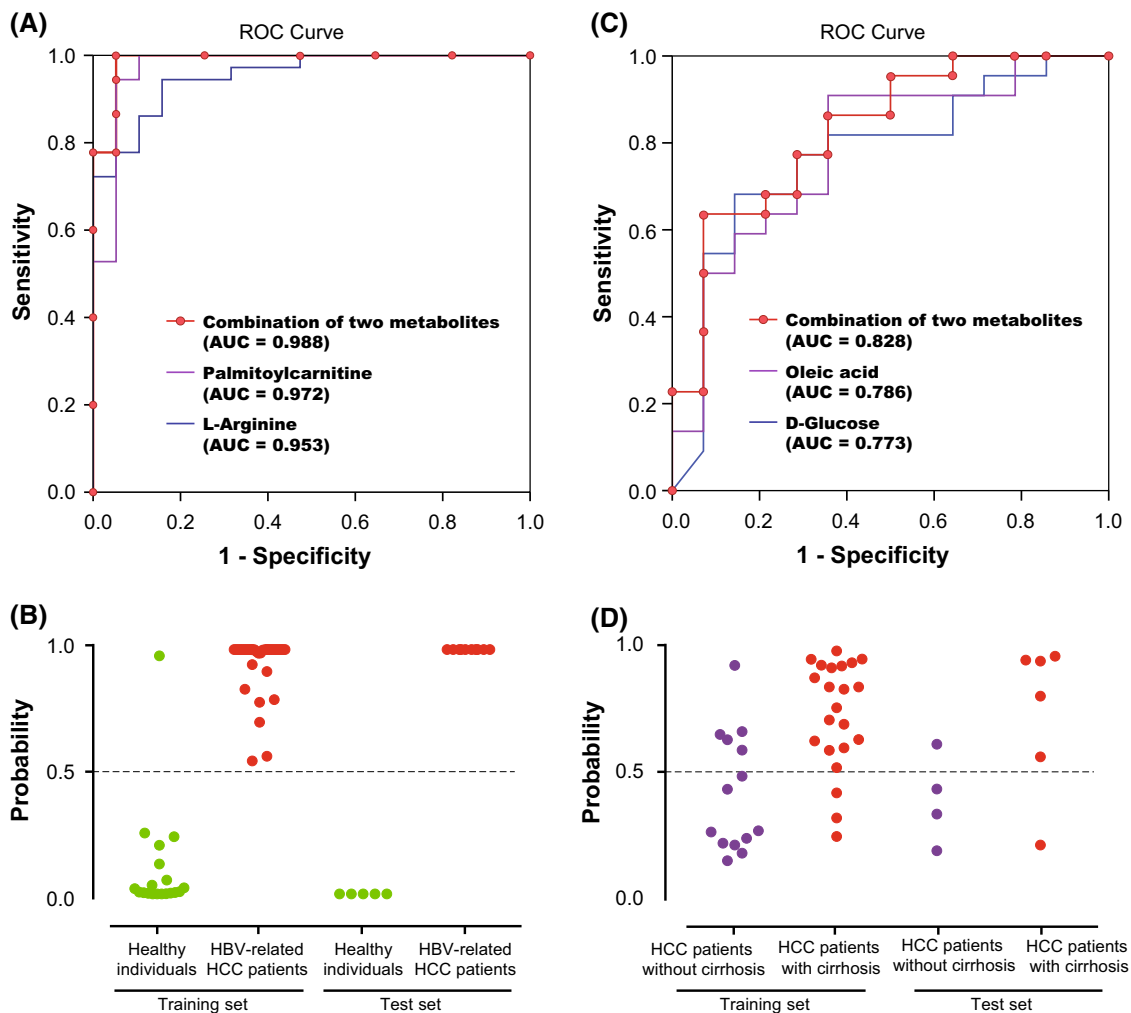 (A)
ROC Curve
1.0
0.8
0.6
0.4
0.2
0.0
Sensitivity
Combination of two metabolites
(AUC = 0.988)
Palmitoylcarnitine
(AUC = 0.972)
L-Arginine
(AUC = 0.953)
0.0 0.2 0.4 0.6 0.8 1.0
1 - Specificity
(C)
ROC Curve
1.0
0.8
0.6
0.4
0.2
0.0
Sensitivity
Combination of two metabolites
(AUC = 0.828)
Oleic acid
(AUC = 0.786)
D-Glucose
(AUC = 0.773)
0.0 0.2 0.4 0.6 0.8 1.0
1 - Specificity
(B)
1.0
0.5
0.0
Probability
Healthy
individuals
HBV-related
HCC patients
Healthy
individuals
HBV-related
HCC patients
Training set
Test set
(D)
1.0
0.5
0.0
Probability
HCC patients
without cirrhosis
HCC patients
with cirrhosis
HCC patients
without cirrhosis
HCC patients
with cirrhosis
Training set
Test set